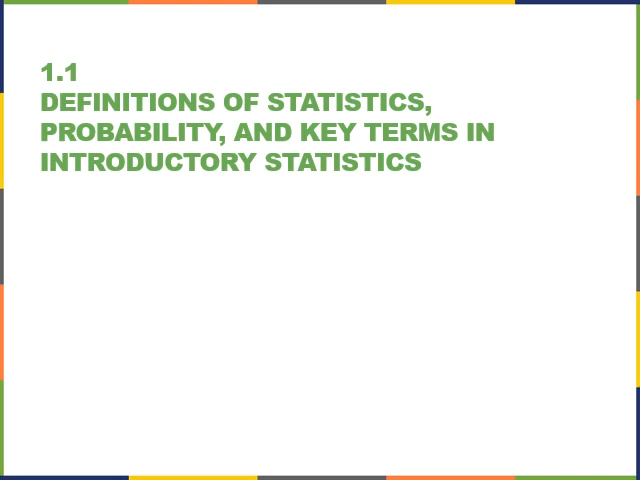 1.1
DEFINITIONS OF STATISTICS,
PROBABILITY, AND KEY TERMS IN
INTRODUCTORY STATISTICS